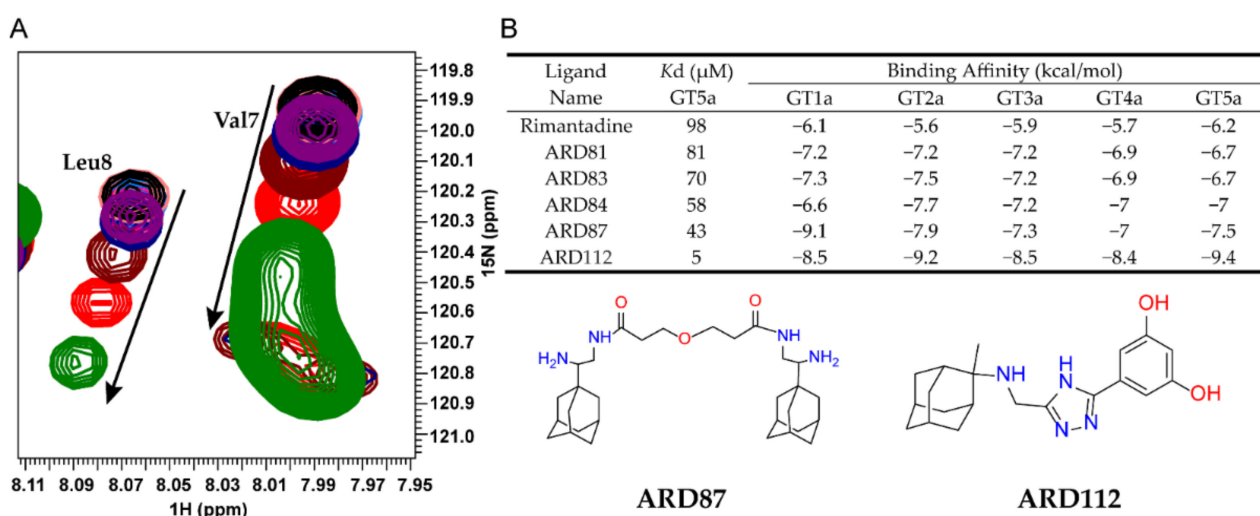 A
Val7
Leu8
119.8
119.9
120.0
120.1
120.2
120.3
120.4
120.5
120.6
120.7
120.8
120.9
121.0
15N (ppm)
8.11 8.09 8.07 8.05 8.03 8.01 7.99 7.97 7.95
1H (ppm)
B
Ligand Kd (μM) Binding Affinity (kcal/mol)
Name GT5a GT1a GT2a GT3a GT4a GT5a
Rimantadine 98 −6.1 −5.6 −5.9 −5.7 −6.2
ARD81 81 −7.2 −7.2 −7.2 −6.9 −6.7
ARD83 70 −7.3 −7.5 −7.2 −6.9 −6.7
ARD84 58 −6.6 −7.7 −7.2 −7 −7
ARD87 43 −9.1 −7.9 −7.3 −7 −7.5
ARD112 5 −8.5 −9.2 −8.5 −8.4 −9.4
O
O
NH
O
NH
H₂N
NH₂
ARD87
OH
H
N
NH
OH
N
N
ARD112